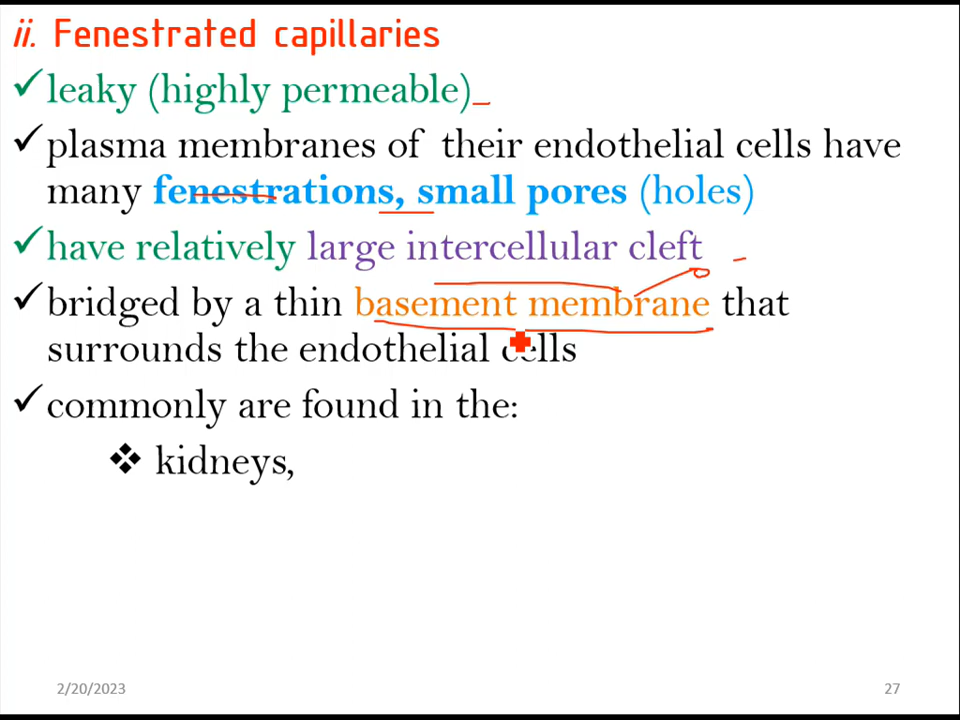 ii. Fenestrated capillaries
✓leaky (highly permeable)
✓plasma membranes of their endothelial cells have
many fenestrations, small pores (holes)
✓have relatively large intercellular cleft
✓bridged by a thin basement membrane that
surrounds the endothelial cells
✓commonly are found in the:
❖ kidneys,
2/20/2023
27